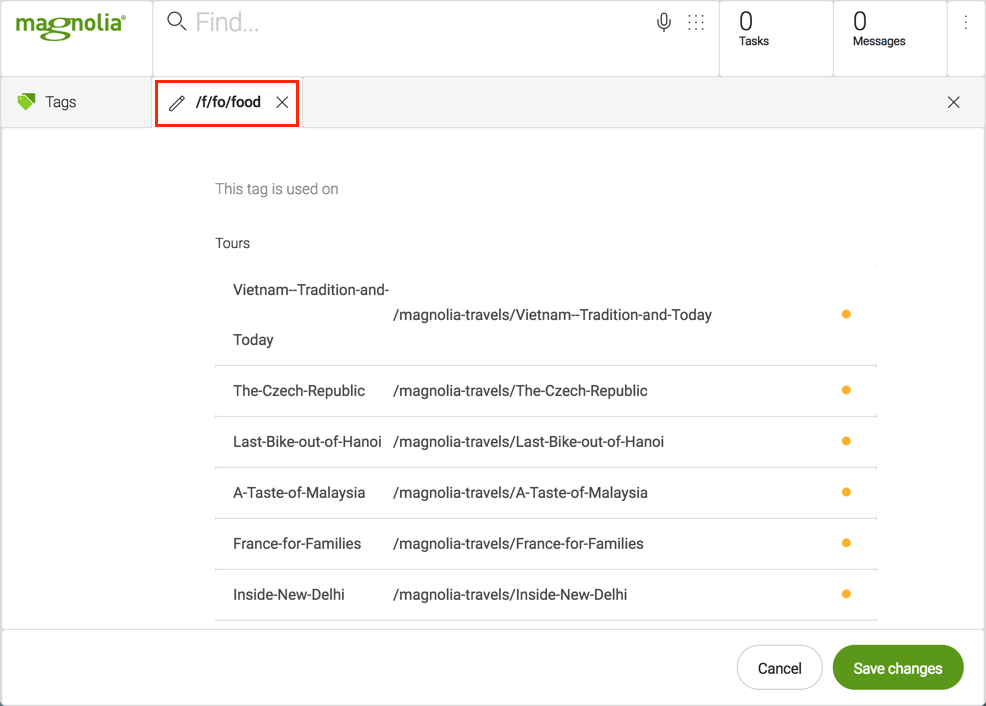 magnolia®
Find...
0
Tasks
0
Messages
Tags
/f/fo/food
This tag is used on
Tours
Vietnam--Tradition-and-
Today
/magnolia-travels/Vietnam--Tradition-and-Today
The-Czech-Republic /magnolia-travels/The-Czech-Republic
Last-Bike-out-of-Hanoi /magnolia-travels/Last-Bike-out-of-Hanoi
A-Taste-of-Malaysia /magnolia-travels/A-Taste-of-Malaysia
France-for-Families /magnolia-travels/France-for-Families
Inside-New-Delhi /magnolia-travels/Inside-New-Delhi
Cancel
Save changes